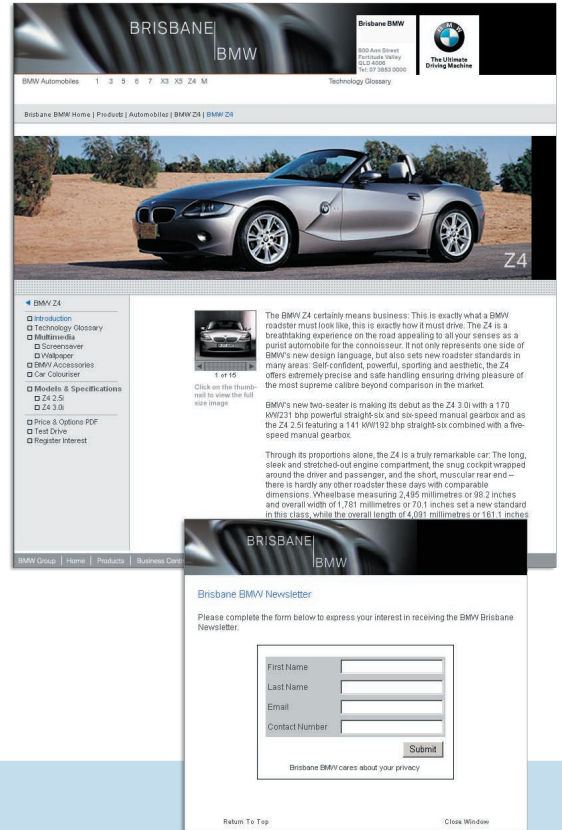 BRISBANE
BMW
Brisbane BMW
800 Ann Street
Fortitude Valley
QLD 4006
Tel: 07 3853 0000
BMW
The Ultimate
Driving Machine
BMW Automobiles 1 3 5 6 7 X3 X5 Z4 M Technology Glossary
Brisbane BMW Home | Products | Automobiles | BMW Z4 | BMW Z4
Z4
BMW Z4
Introduction
Technology Glossary
Multimedia
Screensaver
Wallpaper
BMW Accessories
Car Colouriser
Models & Specifications
Z4 2.5i
Z4 3.0i
Price & Options PDF
Test Drive
Register Interest
1 of 15
Click on the thumb-
nail to view the full
size image
The BMW Z4 certainly means business: This is exactly what a BMW
roadster must look like, this is exactly how it must drive. The Z4 is a
breathtaking experience on the road appealing to all your senses as a
purist automobile for the connoisseur. It not only represents one side of
BMW's new design language, but also sets new roadster standards in
many areas: Self-confident, powerful, sporting and aesthetic, the Z4
offers extremely precise and safe handling ensuring driving pleasure of
the most supreme calibre beyond comparison in the market.
BMW's new two-seater is making its debut as the Z4 3.0i with a 170
kW/231 bhp powerful straight-six and six-speed manual gearbox and as
the Z4 2.5i featuring a 141 kW/192 bhp straight-six combined with a five-
speed manual gearbox.
Through its proportions alone, the Z4 is a truly remarkable car: The long,
sleek and stretched-out engine compartment, the snug cockpit wrapped
around the driver and passenger, and the short, muscular rear end –
there is hardly any other roadster these days with comparable
dimensions. Wheelbase measuring 2,495 millimetres or 98.2 inches
and overall width of 1,781 millimetres or 70.1 inches set a new standard
in this class, while the overall length of 4,091 millimetres or 161.1 inches
BMW Group | Home | Products | Business Cent
BRISBANE
BMW
Brisbane BMW Newsletter
Please complete the form below to express your interest in receiving the BMW Brisbane
Newsletter.
First Name
Last Name
Email
Contact Number
Submit
Brisbane BMW cares about your privacy
Return To Top Close Window